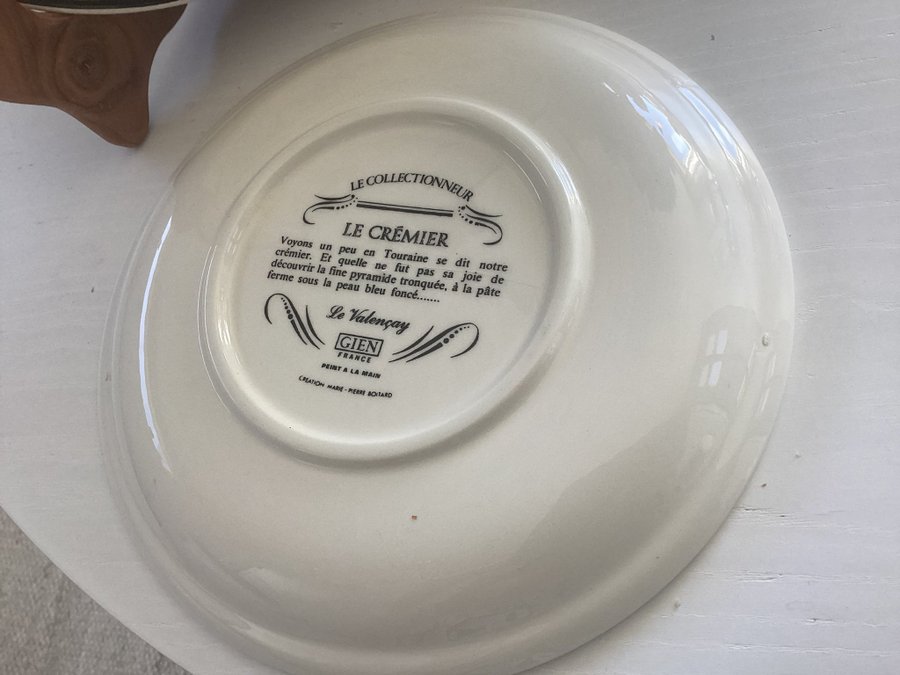 LE COLLECTIONNEUR
LE CRÉMIER
Voyons un peu en Touraine se dit notre
crémier. Et quelle ne fut pas sa joie de
découvrir la fine pyramide tronquée, à la pâte
ferme sous la peau bleu foncé.......
Le Valençay
GIEN
FRANCE
PEINT A LA MAIN
CREATION MARIE-PIERRE BOITARD